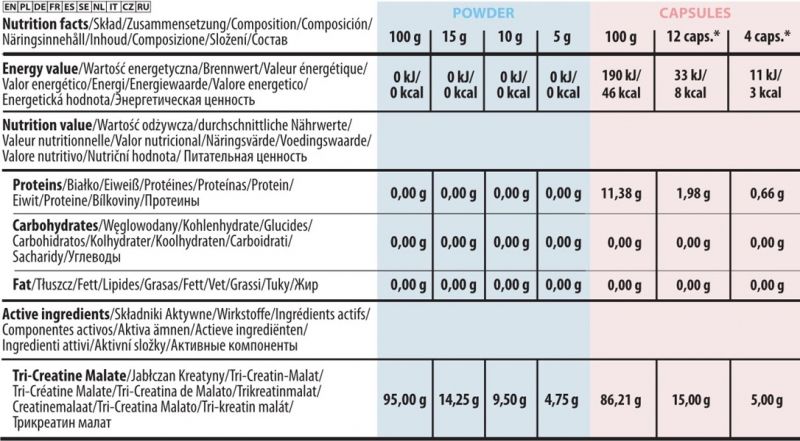 EN PL DE FR ES SE NL IT CZ RU
POWDER CAPSULES
Nutrition facts/Skład/Zusammensetzung/Composition/Composición/
Näringsinnehåll/Inhoud/Composizione/Složení/Состав
100 g 15 g 10 g 5 g 100 g 12 caps.* 4 caps.*
Energy value/Wartość energetyczna/Brennwert/Valeur énergétique/
Valor energético/Energi/Energiewaarde/Valore energetico/
Energetická hodnota/Энергетическая ценность
0 kJ/ 0 kJ/ 0 kJ/ 0 kJ/ 190 kJ/ 33 kJ/ 11 kJ/
0 kcal 0 kcal 0 kcal 0 kcal 46 kcal 8 kcal 3 kcal
Nutrition value/Wartość odżywcza/durchschnittliche Nährwerte/
Valeur nutritionnelle/Valor nutricional/Näringsvärde/Voedingswaarde/
Valore nutritivo/Nutriční hodnota/ Питательная ценность
Proteins/Białko/Eiweiß/Protéines/Proteínas/Protein/
Eiwit/Proteine/Bílkoviny/Протеины
0,00 g 0,00 g 0,00 g 0,00 g 11,38 g 1,98 g 0,66 g
Carbohydrates/Węglowodany/Kohlenhydrate/Glucides/
Carbohidratos/Kolhydrater/Koolhydraten/Carboidrati/
Sacharidy/Углеводы
0,00 g 0,00 g 0,00 g 0,00 g 0,00 g 0,00 g 0,00 g
Fat/Tłuszcz/Fett/Lipides/Grasas/Fett/Vet/Grassi/Tuky/Жир
0,00 g 0,00 g 0,00 g 0,00 g 0,00 g 0,00 g 0,00 g
Active ingredients/Składniki Aktywne/Wirkstoffe/Ingrédients actifs/
Componentes activos/Aktiva ämnen/Actieve ingrediënten/
Ingredienti attivi/Aktivní složky/Активные компоненты
Tri-Creatine Malate/Jabłczan Kreatyny/Tri-Creatin-Malat/
Tri-Créatine Malate/Tri-Creatina de Malato/Trikreatinmalat/
Creatinemalaat/Tri-Creatina Malato/Tri-kreatin malát/
Трикреатин малат
95,00 g 14,25 g 9,50 g 4,75 g 86,21 g 15,00 g 5,00 g